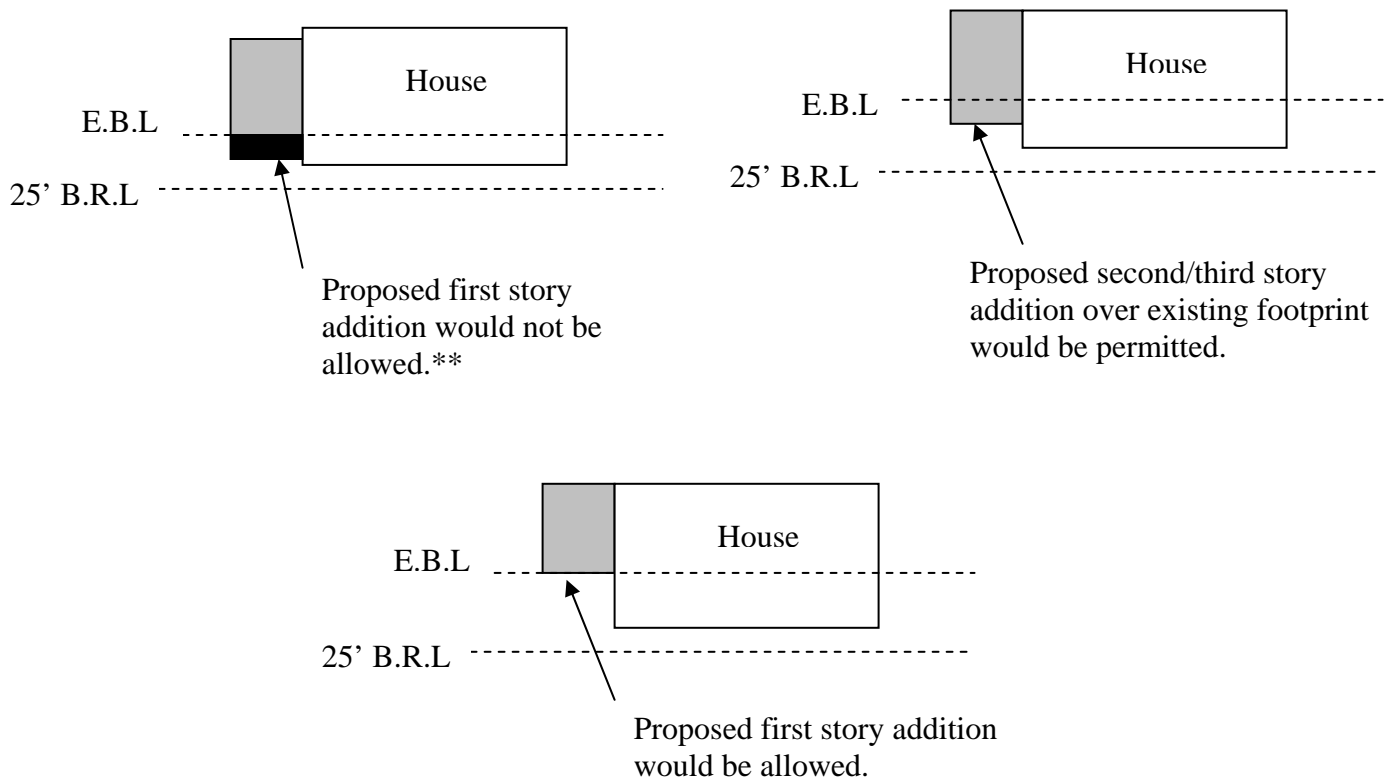 House
E.B.L
25’ B.R.L
Proposed first story
addition would not be
allowed.**
House
E.B.L
25’ B.R.L
Proposed second/third story
addition over existing footprint
would be permitted.
House
E.B.L
25’ B.R.L
Proposed first story addition
would be allowed.